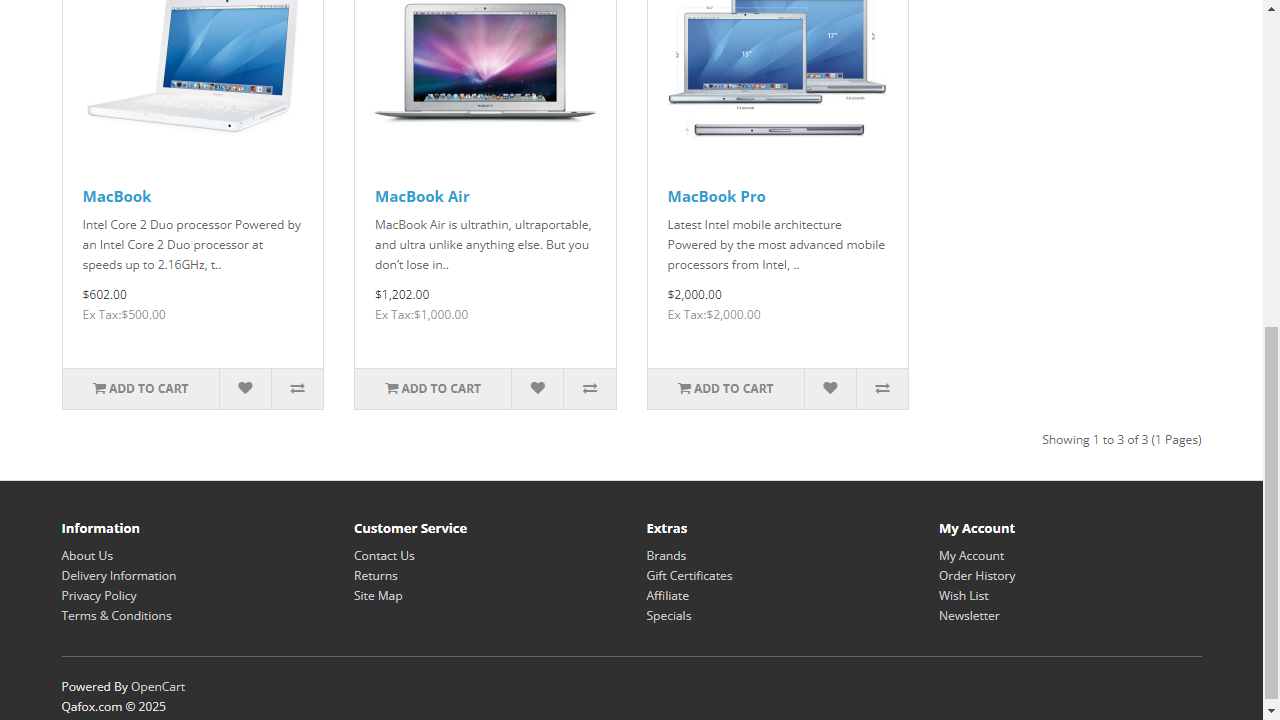 15"
17"
MacBook
Intel Core 2 Duo processor Powered by
an Intel Core 2 Duo processor at
speeds up to 2.16GHz, t..
$602.00
Ex Tax:$500.00
ADD TO CART
MacBook Air
MacBook Air is ultrathin, ultraportable,
and ultra unlike anything else. But you
don't lose in..
$1,202.00
Ex Tax:$1,000.00
ADD TO CART
MacBook Pro
Latest Intel mobile architecture
Powered by the most advanced mobile
processors from Intel, ..
$2,000.00
Ex Tax:$2,000.00
ADD TO CART
Showing 1 to 3 of 3 (1 Pages)
Information
About Us
Delivery Information
Privacy Policy
Terms & Conditions
Customer Service
Contact Us
Returns
Site Map
Extras
Brands
Gift Certificates
Affiliate
Specials
My Account
My Account
Order History
Wish List
Newsletter
Powered By OpenCart
Qafox.com © 2025